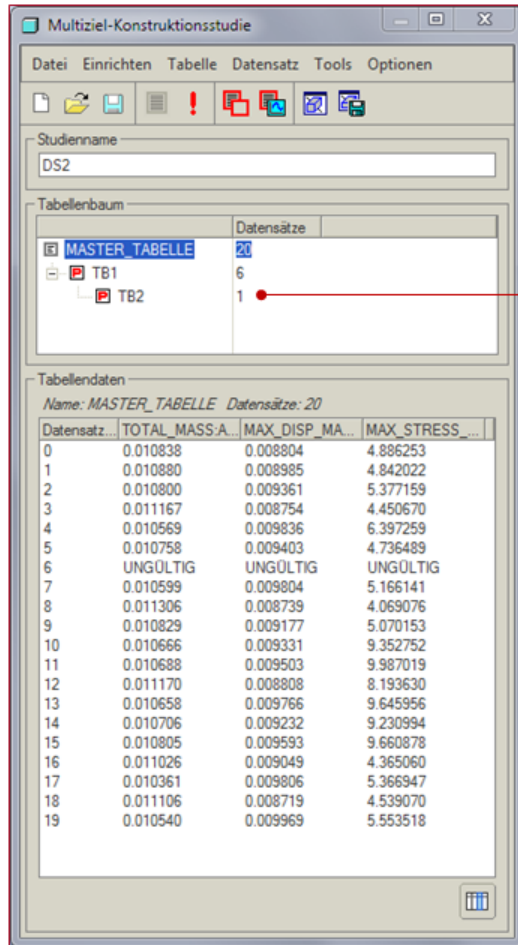 Multiziel-Konstruktionsstudie
Datei Einrichten Tabelle Datensatz Tools Optionen
Studienname
DS2
Tabellenbaum
Datensätze
MASTER_TABELLE 20
TB1 6
TB2 1
Tabellendaten
Name: MASTER_TABELLE Datensätze: 20
Datensatz... TOTAL_MASS:A... MAX_DISP_MA... MAX_STRESS_...
0 0.010838 0.008804 4.886253
1 0.010880 0.008985 4.842022
2 0.010800 0.009361 5.377159
3 0.011167 0.008754 4.450670
4 0.010569 0.009836 6.397259
5 0.010758 0.009403 4.736489
6 UNGÜLTIG UNGÜLTIG UNGÜLTIG
7 0.010599 0.009804 5.166141
8 0.011306 0.008739 4.069076
9 0.010829 0.009177 5.070153
10 0.010666 0.009331 9.352752
11 0.010688 0.009503 9.987019
12 0.011170 0.008808 8.193630
13 0.010658 0.009766 9.645956
14 0.010706 0.009232 9.230994
15 0.010805 0.009593 9.660878
16 0.011026 0.009049 4.365060
17 0.010361 0.009806 5.366947
18 0.011106 0.008719 4.539070
19 0.010540 0.009969 5.553518